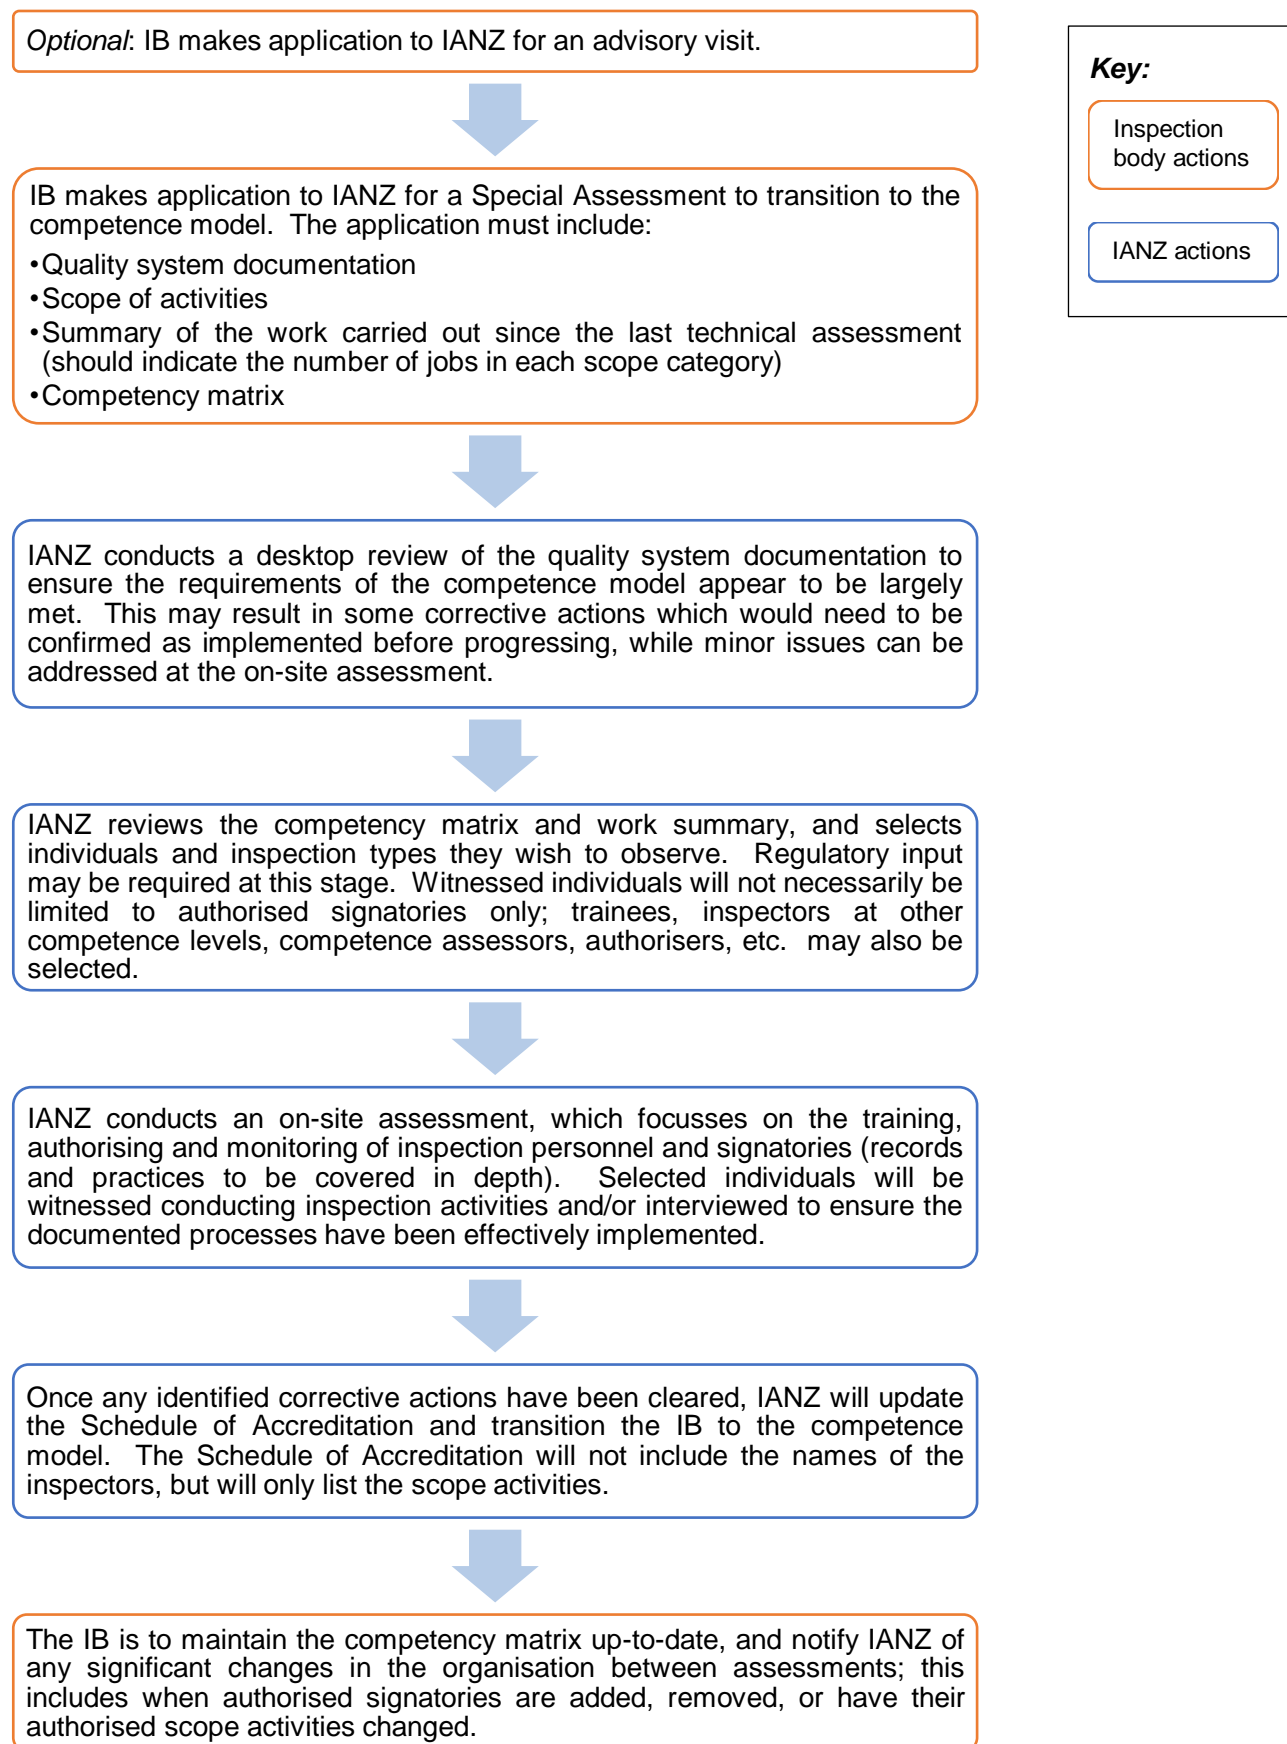 Optional: IB makes application to IANZ for an advisory visit.
Key:
Inspection
body actions
IANZ actions
IB makes application to IANZ for a Special Assessment to transition to the
competence model. The application must include:
•Quality system documentation
•Scope of activities
•Summary of the work carried out since the last technical assessment
(should indicate the number of jobs in each scope category)
•Competency matrix
IANZ conducts a desktop review of the quality system documentation to
ensure the requirements of the competence model appear to be largely
met. This may result in some corrective actions which would need to be
confirmed as implemented before progressing, while minor issues can be
addressed at the on-site assessment.
IANZ reviews the competency matrix and work summary, and selects
individuals and inspection types they wish to observe. Regulatory input
may be required at this stage. Witnessed individuals will not necessarily be
limited to authorised signatories only; trainees, inspectors at other
competence levels, competence assessors, authorisers, etc. may also be
selected.
IANZ conducts an on-site assessment, which focusses on the training,
authorising and monitoring of inspection personnel and signatories (records
and practices to be covered in depth). Selected individuals will be
witnessed conducting inspection activities and/or interviewed to ensure the
documented processes have been effectively implemented.
Once any identified corrective actions have been cleared, IANZ will update
the Schedule of Accreditation and transition the IB to the competence
model. The Schedule of Accreditation will not include the names of the
inspectors, but will only list the scope activities.
The IB is to maintain the competency matrix up-to-date, and notify IANZ of
any significant changes in the organisation between assessments; this
includes when authorised signatories are added, removed, or have their
authorised scope activities changed.